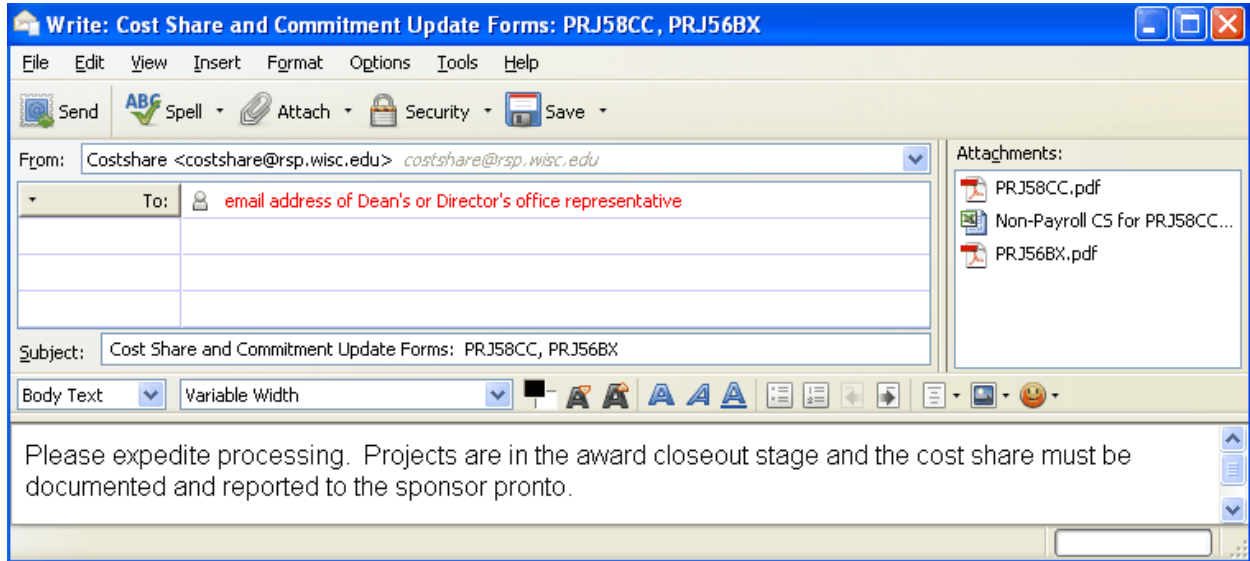 Write: Cost Share and Commitment Update Forms: PRJ58CC, PRJ56BX
File Edit View Insert Format Options Tools Help
Send ABC Spell Attach Security Save
From: Costshare <costshare@rsp.wisc.edu> costshare@rsp.wisc.edu
Attachments:
To: email address of Dean's or Director's office representative
PRJ58CC.pdf
Non-Payroll CS for PRJ58CC...
PRJ56BX.pdf
Subject: Cost Share and Commitment Update Forms: PRJ58CC, PRJ56BX
Body Text Variable Width
Please expedite processing. Projects are in the award closeout stage and the cost share must be
documented and reported to the sponsor pronto.